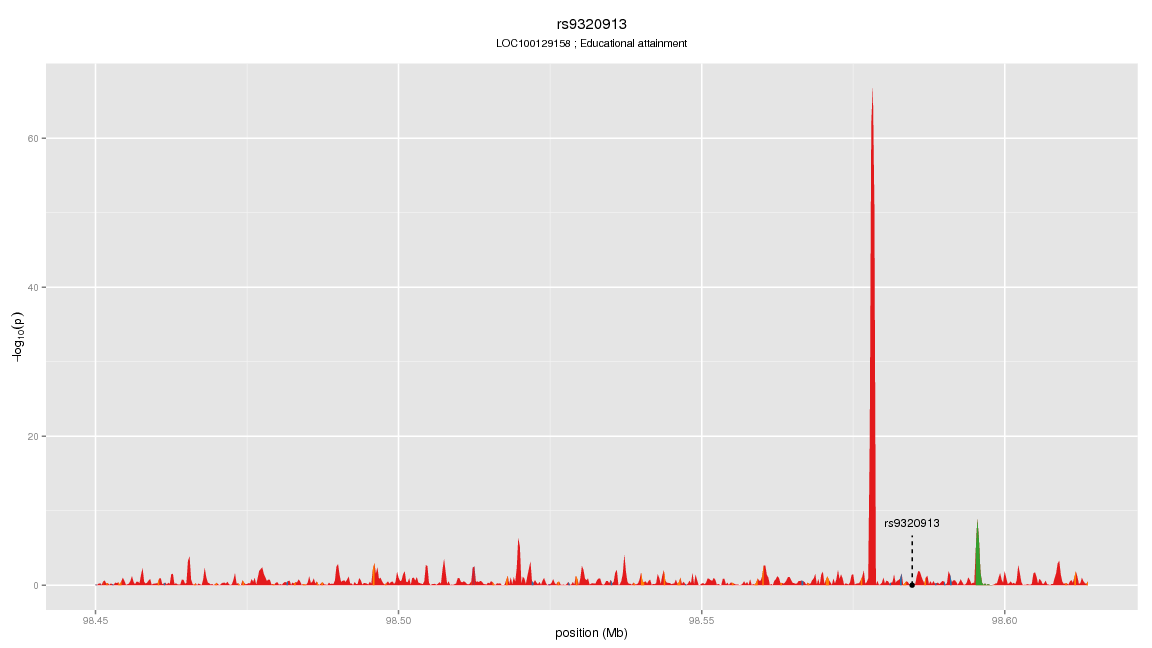 rs9320913
LOC100129158 ; Educational attainment
60
40
20
0
−log10(p)
rs9320913
98.45
98.50
98.55
98.60
position (Mb)